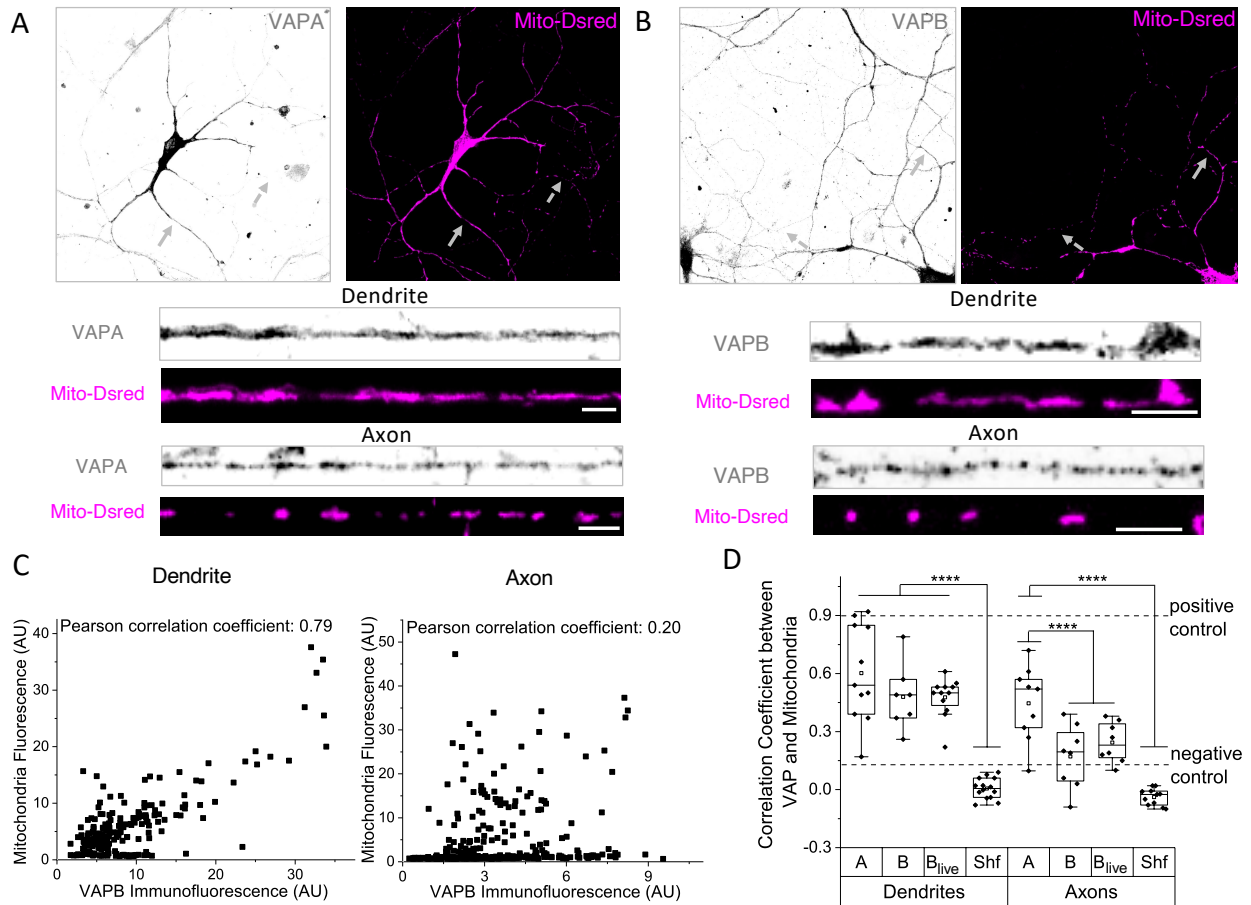 A
VAPA
Mito-Dsred
B
VAPB
Mito-Dsred
Dendrite
VAPA
Mito-Dsred
Axon
VAPA
Mito-Dsred
Dendrite
VAPB
Mito-Dsred
Axon
VAPB
Mito-Dsred
C
Dendrite
Pearson correlation coefficient: 0.79
Mitochondria Fluorescence (AU)
40
30
20
10
0
0
10
20
30
VAPB Immunofluorescence (AU)
Axon
Pearson correlation coefficient: 0.20
Mitochondria Fluorescence (AU)
50
40
30
20
10
0
0
3
6
9
VAPB Immunofluorescence (AU)
D
Correlation Coefficient between
VAP and Mitochondria
0.9
0.6
0.3
0.0
-0.3
****
****
****
positive
control
negative
control
A B Blive Shf A B Blive Shf
Dendrites Axons